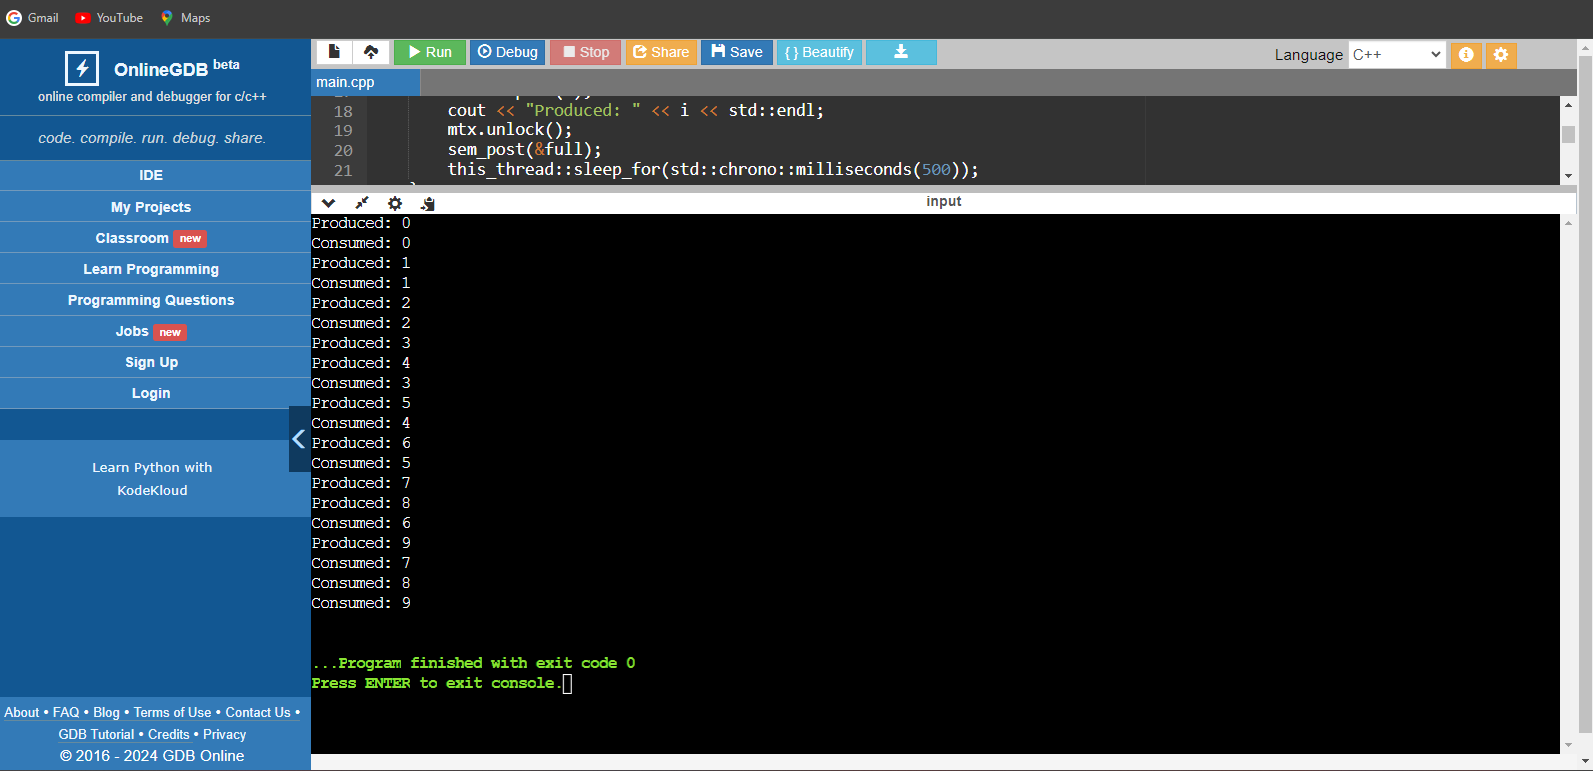 Gmail YouTube Maps
OnlineGDB beta
online compiler and debugger for c/c++
code. compile. run. debug. share.
IDE
My Projects
Classroom new
Learn Programming
Programming Questions
Jobs new
Sign Up
Login
Learn Python with
KodeKloud
About • FAQ • Blog • Terms of Use • Contact Us •
GDB Tutorial • Credits • Privacy
© 2016 - 2024 GDB Online
Run Debug Stop Share Save { } Beautify
Language C++
main.cpp
18 cout << "Produced: " << i << std::endl;
19 mtx.unlock();
20 sem_post(&full);
21 this_thread::sleep_for(std::chrono::milliseconds(500));
input
Produced: 0
Consumed: 0
Produced: 1
Consumed: 1
Produced: 2
Consumed: 2
Produced: 3
Produced: 4
Consumed: 3
Produced: 5
Consumed: 4
Produced: 6
Consumed: 5
Produced: 7
Produced: 8
Consumed: 6
Produced: 9
Consumed: 7
Consumed: 8
Consumed: 9
...Program finished with exit code 0
Press ENTER to exit console.